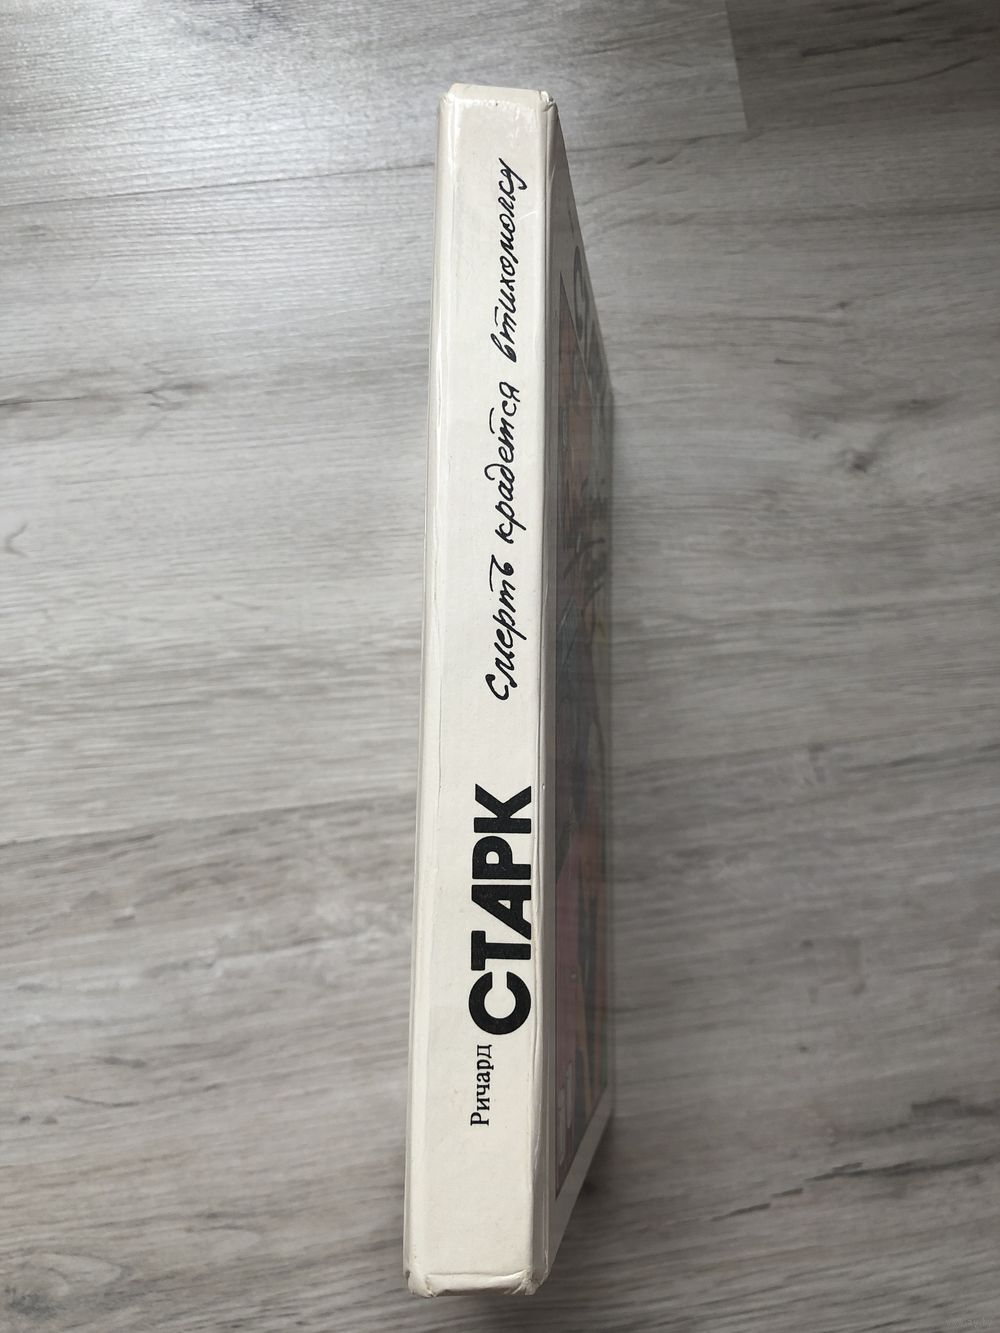 Ричард
СТАРК
Смерть крадется втихомолку